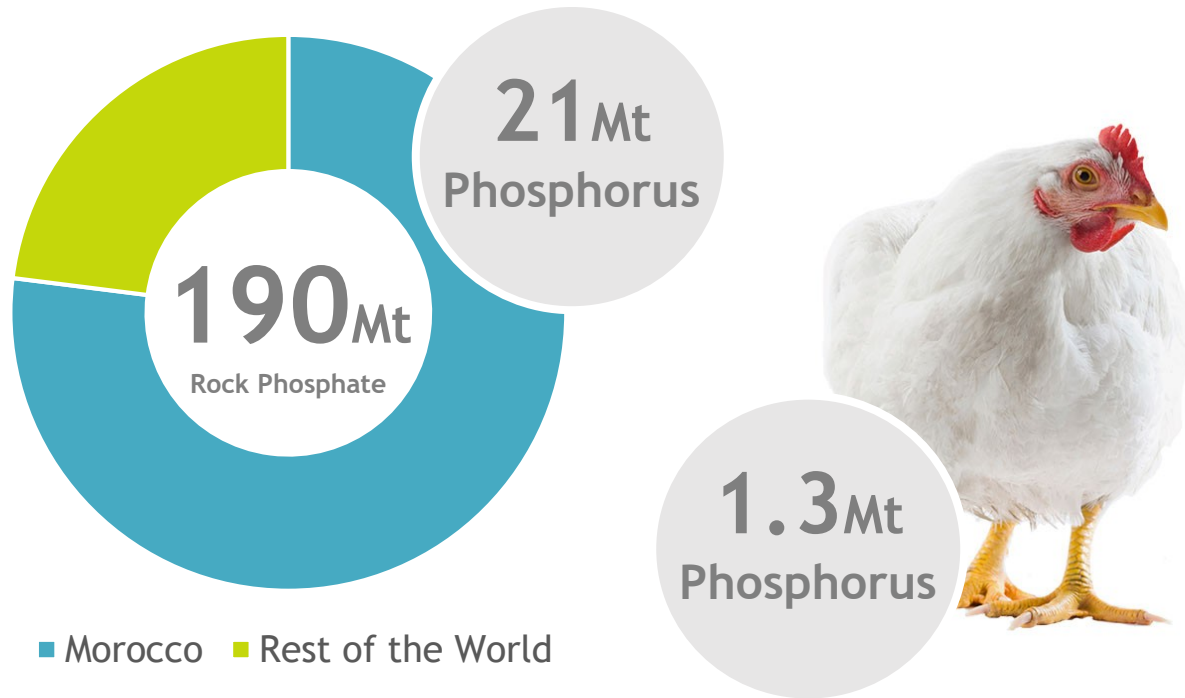 21Mt
Phosphorus
190Mt
Rock Phosphate
1.3Mt
Phosphorus
Morocco Rest of the World